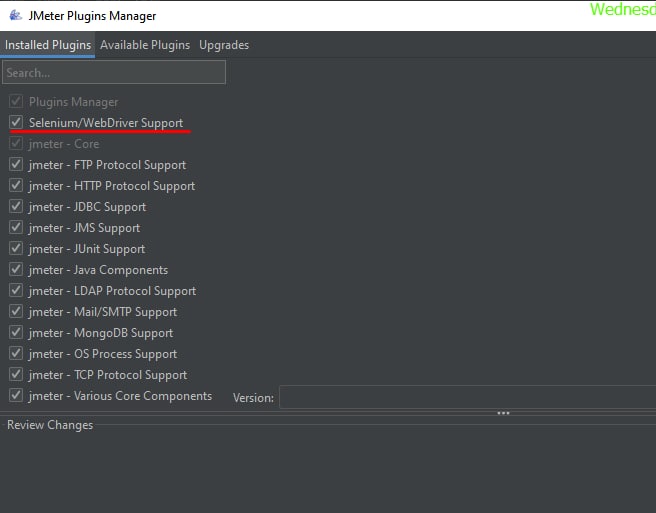 JMeter Plugins Manager
Wednesd
Installed Plugins Available Plugins Upgrades
Search...
Plugins Manager
Selenium/WebDriver Support
jmeter - Core
jmeter - FTP Protocol Support
jmeter - HTTP Protocol Support
jmeter - JDBC Support
jmeter - JMS Support
jmeter - JUnit Support
jmeter - Java Components
jmeter - LDAP Protocol Support
jmeter - Mail/SMTP Support
jmeter - MongoDB Support
jmeter - OS Process Support
jmeter - TCP Protocol Support
jmeter - Various Core Components
Version:
Review Changes